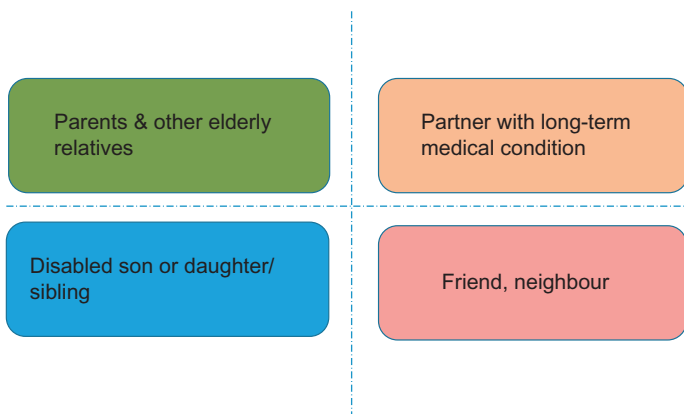 Parents & other elderly
relatives
Partner with long-term
medical condition
Disabled son or daughter/
sibling
Friend, neighbour